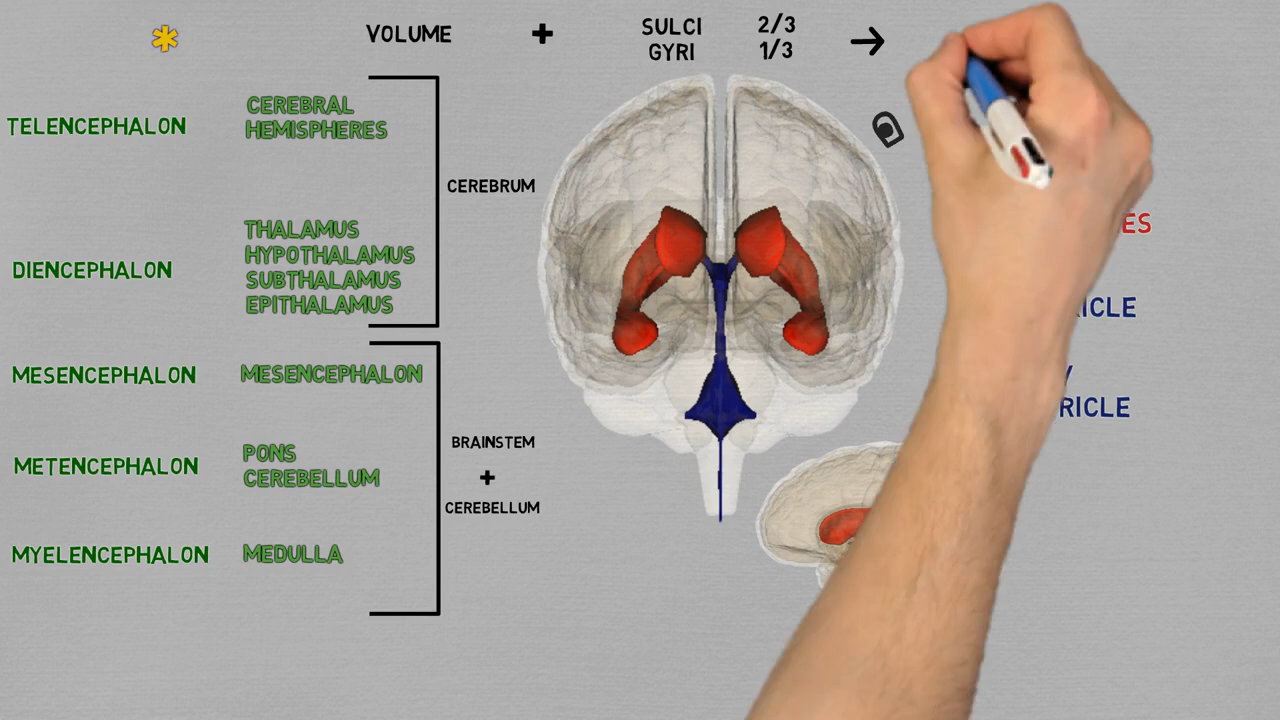 *
VOLUME + SULCI 2/3 →
GYRI 1/3
TELENCEPHALON
CEREBRAL
HEMISPHERES
CEREBRUM
DIENCEPHALON
THALAMUS
HYPOTHALAMUS
SUBTHALAMUS
EPITHALAMUS
MESENCEPHALON
MESENCEPHALON
METENCEPHALON
PONS
CEREBELLUM
BRAINSTEM
+
CEREBELLUM
MYELENCEPHALON
MEDULLA